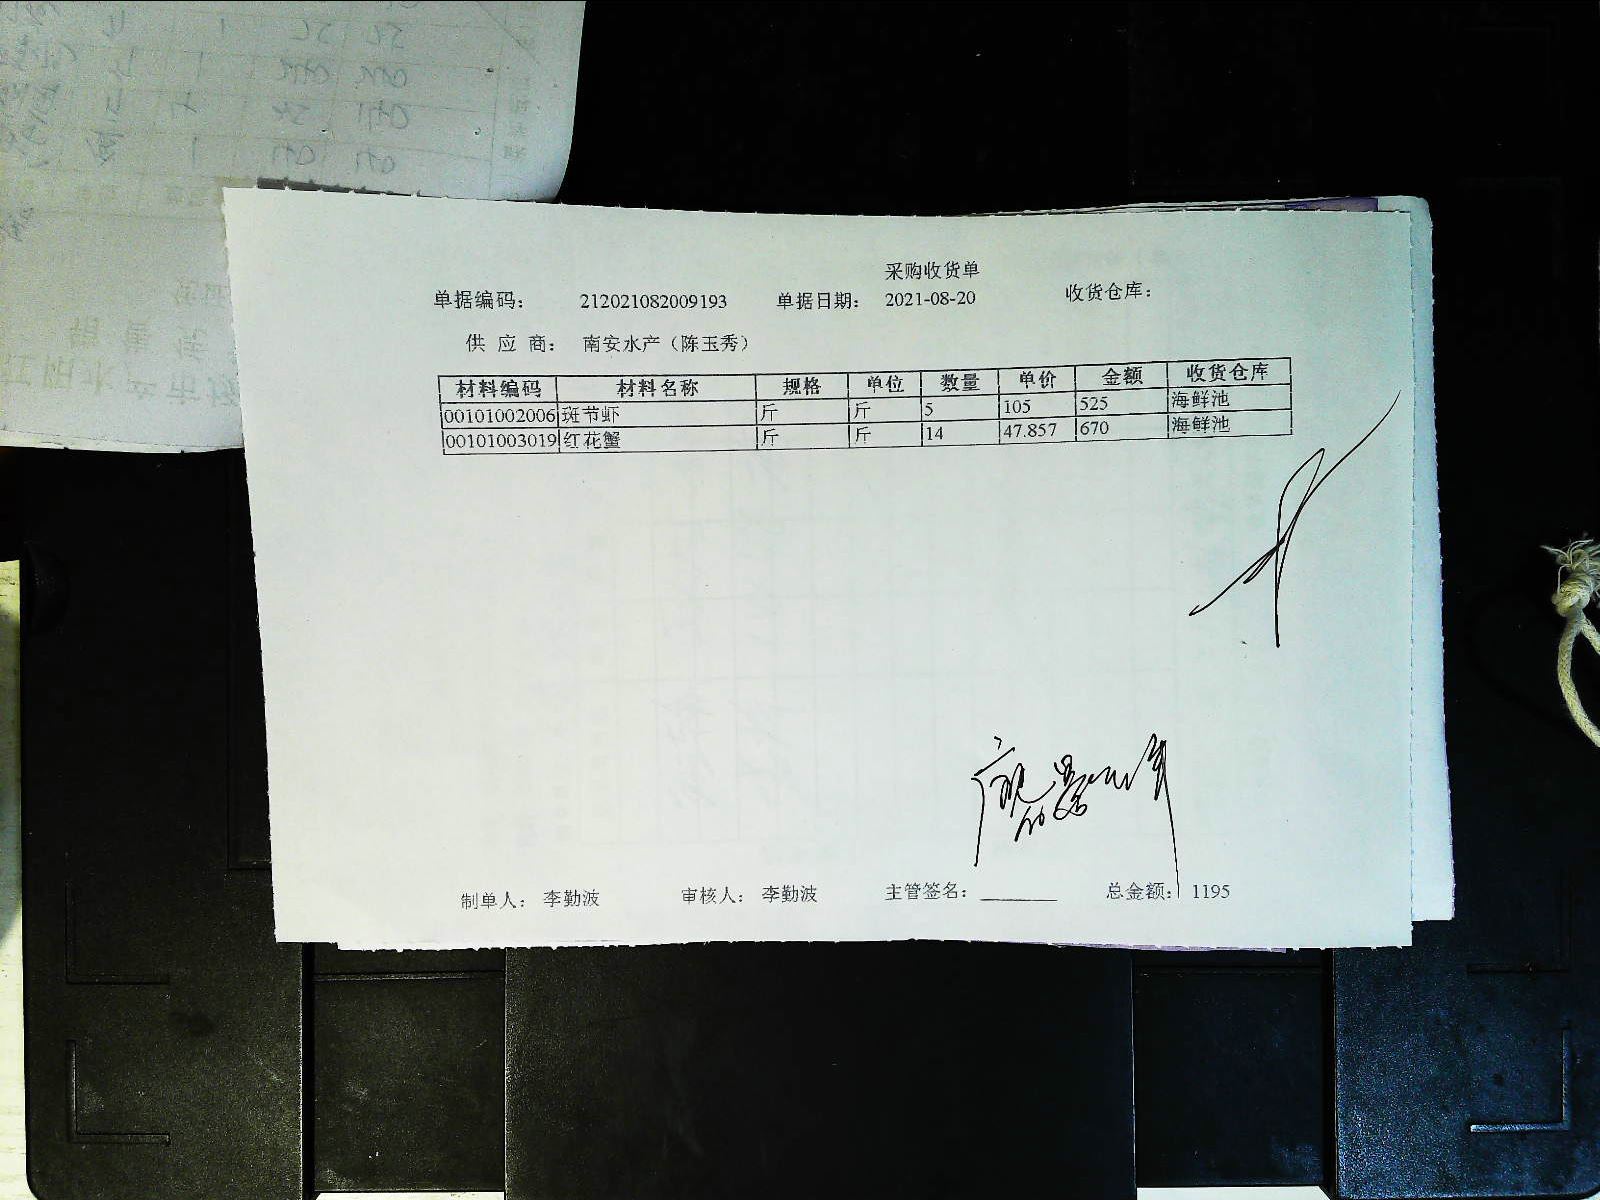 采购收货单
单据编码： 212021082009193 单据日期： 2021-08-20 收货仓库：
供 应 商： 南安水产（陈玉秀）
材料编码 材料名称 规格 单位 数量 单价 金额 收货仓库
00101002006 斑节虾 斤 斤 5 105 525 海鲜池
00101003019 红花蟹 斤 斤 14 47.857 670 海鲜池
制单人： 李勤波 审核人： 李勤波 主管签名： 总金额： 1195